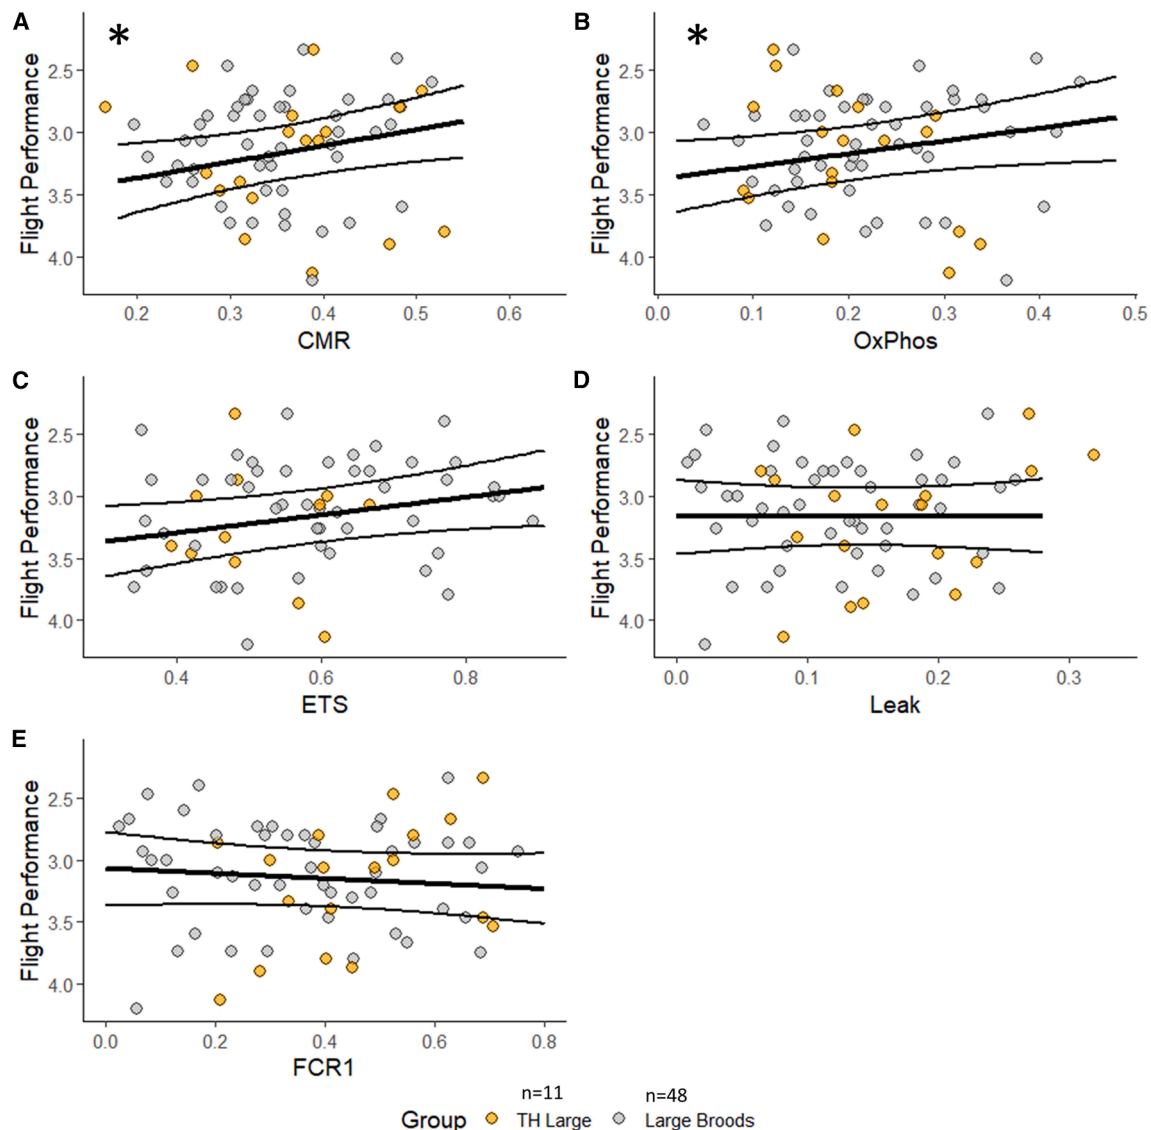 A
*
Flight Performance
2.5
3.0
3.5
4.0
0.2 0.3 0.4 0.5 0.6
CMR
B
*
Flight Performance
2.5
3.0
3.5
4.0
0.0 0.1 0.2 0.3 0.4 0.5
OxPhos
C
Flight Performance
2.5
3.0
3.5
4.0
0.4 0.6 0.8
ETS
D
Flight Performance
2.5
3.0
3.5
4.0
0.0 0.1 0.2 0.3
Leak
E
Flight Performance
2.5
3.0
3.5
4.0
0.0 0.2 0.4 0.6 0.8
FCR1
n=11 n=48
Group TH Large Large Broods